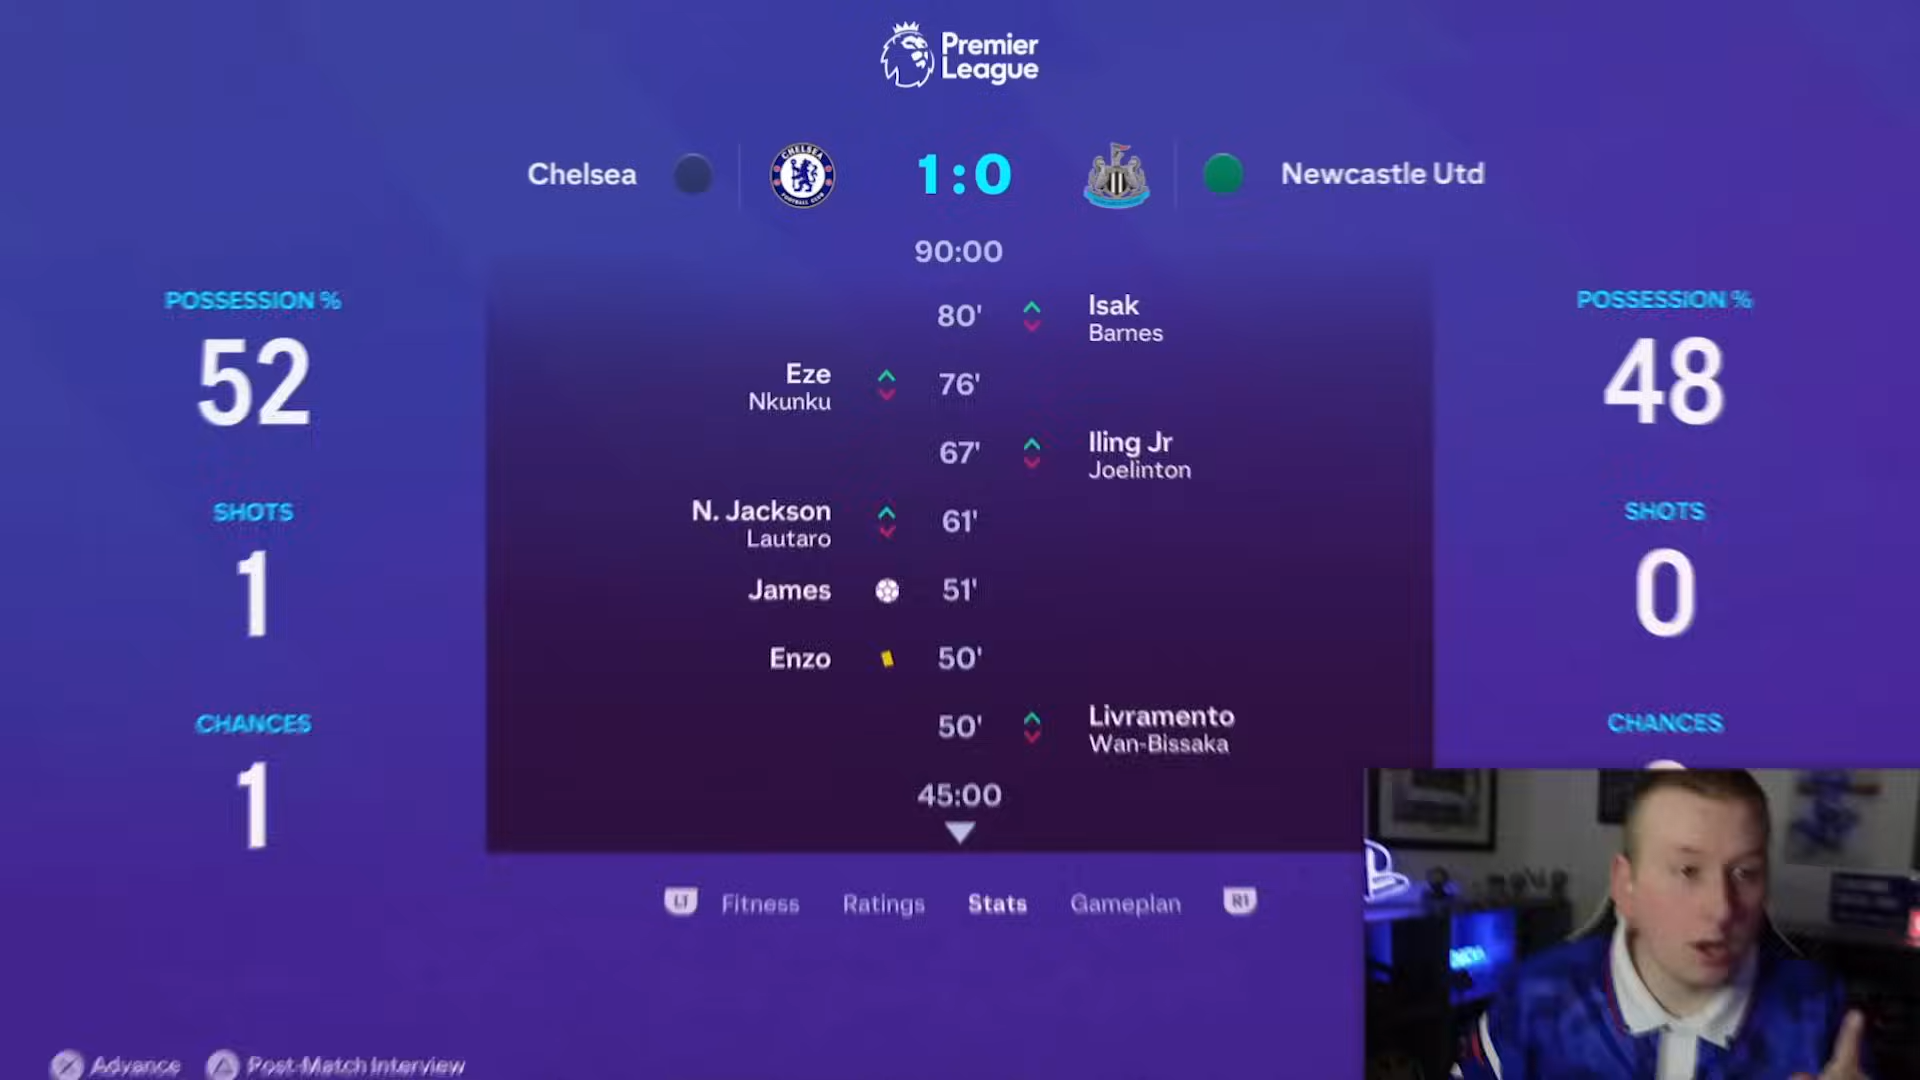 Premier
League
Chelsea
1:0
Newcastle Utd
90:00
POSSESSION %
52
SHOTS
1
CHANCES
1
80'
Isak
Barnes
Eze
Nkunku
76'
67'
Iling Jr
Joelinton
N. Jackson
Lautaro
61'
James
51'
Enzo
50'
50'
Livramento
Wan-Bissaka
45:00
POSSESSION %
48
SHOTS
0
CHANCES
L1
Fitness
Ratings
Stats
Gameplan
R1
Advance
Post-Match Interview